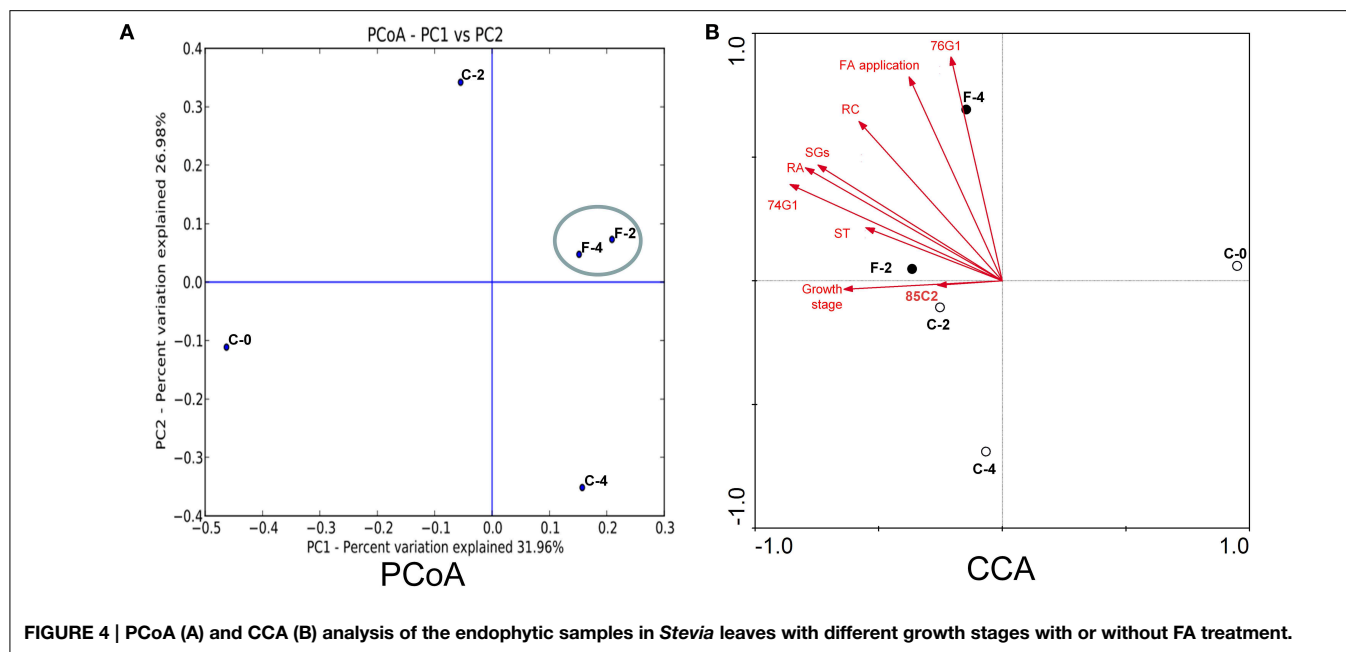 A
PCoA - PC1 vs PC2
0.4
0.3
0.2
0.1
0.0
-0.1
-0.2
-0.3
-0.4
PC2 - Percent variation explained 26.98%
C-2
F-2
F-4
C-0
C-4
-0.5 -0.4 -0.3 -0.2 -0.1 0.0 0.1 0.2 0.3
PC1 - Percent variation explained 31.96%
PCoA
B
1.0
76G1
FA application
F-4
RC
SGs
RA
74G1
ST
F-2
C-0
Growth
stage
85C2
C-2
C-4
-1.0
-1.0 1.0
CCA
FIGURE 4 | PCoA (A) and CCA (B) analysis of the endophytic samples in Stevia leaves with different growth stages with or without FA treatment.